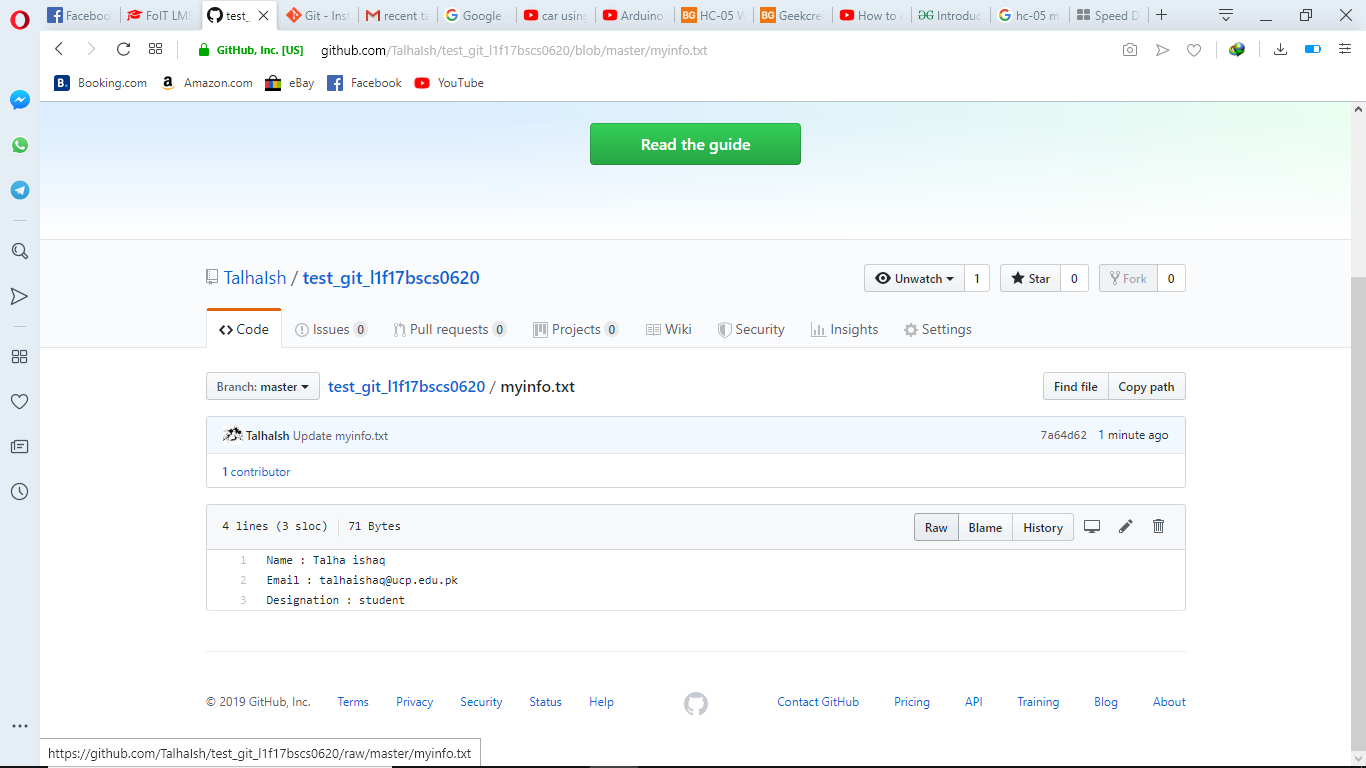 Faceboo
FoIT LM
test_
Git - Inst
recent ta
Google -
car using
Arduino
HC-05 W
Geekcre
How to
Introduc
hc-05 m
Speed D
GitHub, Inc. [US]
github.com/TalhaIsh/test_git_l1f17bscs0620/blob/master/myinfo.txt
Booking.com
Amazon.com
eBay
Facebook
YouTube
Read the guide
TalhaIsh / test_git_l1f17bscs0620
Unwatch 1
Star 0
Fork 0
Code
Issues 0
Pull requests 0
Projects 0
Wiki
Security
Insights
Settings
Branch: master
test_git_l1f17bscs0620 / myinfo.txt
Find file
Copy path
TalhaIsh Update myinfo.txt
7a64d62 1 minute ago
1 contributor
4 lines (3 sloc) 71 Bytes
Raw
Blame
History
1 Name : Talha ishaq
2 Email : talhaishaq@ucp.edu.pk
3 Designation : student
© 2019 GitHub, Inc.
Terms
Privacy
Security
Status
Help
Contact GitHub
Pricing
API
Training
Blog
About
https://github.com/TalhaIsh/test_git_l1f17bscs0620/raw/master/myinfo.txt